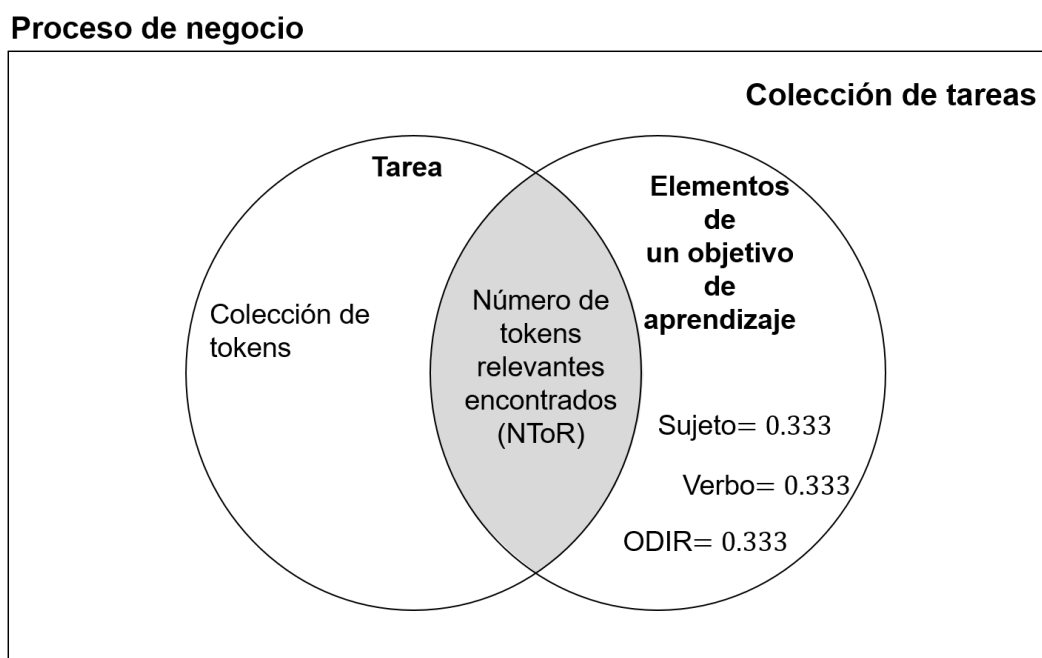 Proceso de negocio
Colección de tareas
Tarea
Elementos
de
un objetivo
de
aprendizaje
Colección de
tokens
Número de
tokens
relevantes
encontrados
(NToR)
Sujeto= 0.333
Verbo= 0.333
ODIR= 0.333